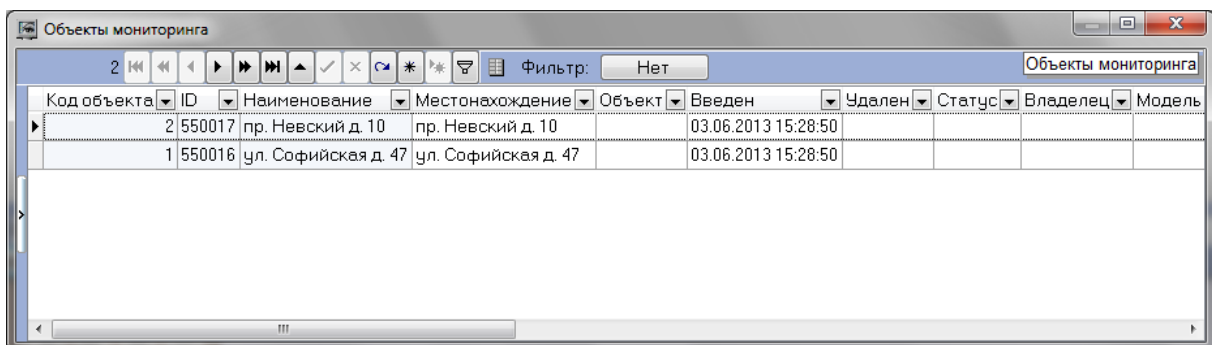 Объекты мониторинга
2 Фильтр: Нет Объекты мониторинга
Код объекта ID Наименование Местонахождение Объект Введен Удален Статус Владелец Модель
2 550017 пр. Невский д. 10 пр. Невский д. 10 03.06.2013 15:28:50
1 550016 ул. Софийская д. 47 ул. Софийская д. 47 03.06.2013 15:28:50